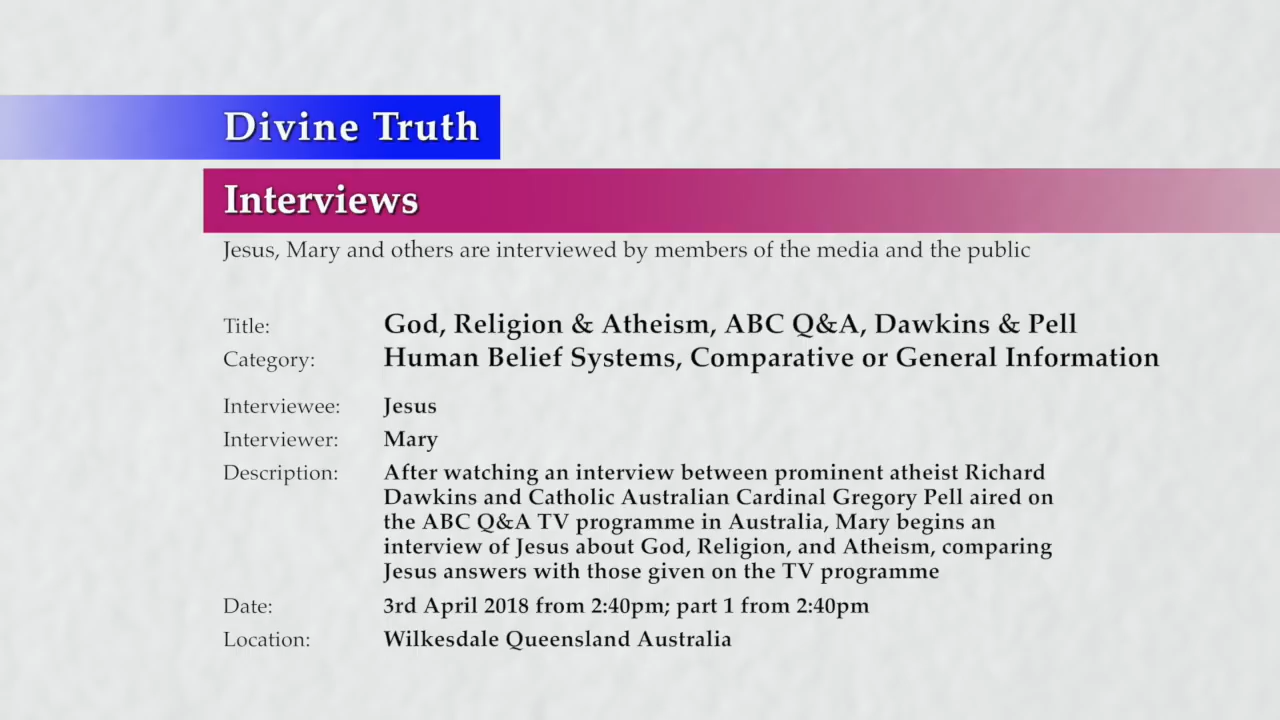 Divine Truth
Interviews
Jesus, Mary and others are interviewed by members of the media and the public
Title: God, Religion & Atheism, ABC Q&A, Dawkins & Pell
Category: Human Belief Systems, Comparative or General Information
Interviewee: Jesus
Interviewer: Mary
Description: After watching an interview between prominent atheist Richard
Dawkins and Catholic Australian Cardinal Gregory Pell aired on
the ABC Q&A TV programme in Australia, Mary begins an
interview of Jesus about God, Religion, and Atheism, comparing
Jesus answers with those given on the TV programme
Date: 3rd April 2018 from 2:40pm; part 1 from 2:40pm
Location: Wilkesdale Queensland Australia